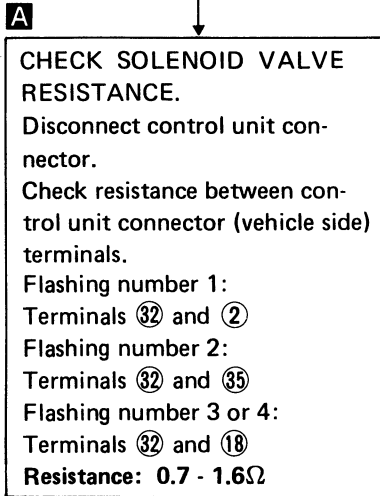 A
CHECK SOLENOID VALVE
RESISTANCE.
Disconnect control unit con-
nector.
Check resistance between con-
trol unit connector (vehicle side)
terminals.
Flashing number 1:
Terminals ㉜ and ②
Flashing number 2:
Terminals ㉜ and ㉟
Flashing number 3 or 4:
Terminals ㉜ and ⑱
Resistance: 0.7 - 1.6Ω